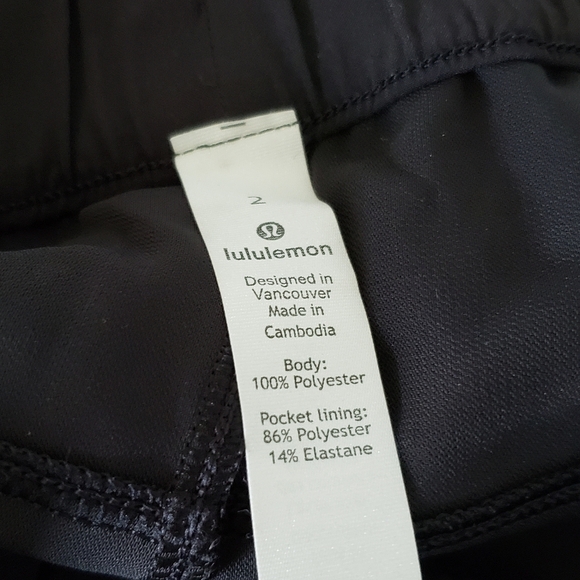 2
lululemon
Designed in
Vancouver
Made in
Cambodia
Body:
100% Polyester
Pocket lining:
86% Polyester
14% Elastane